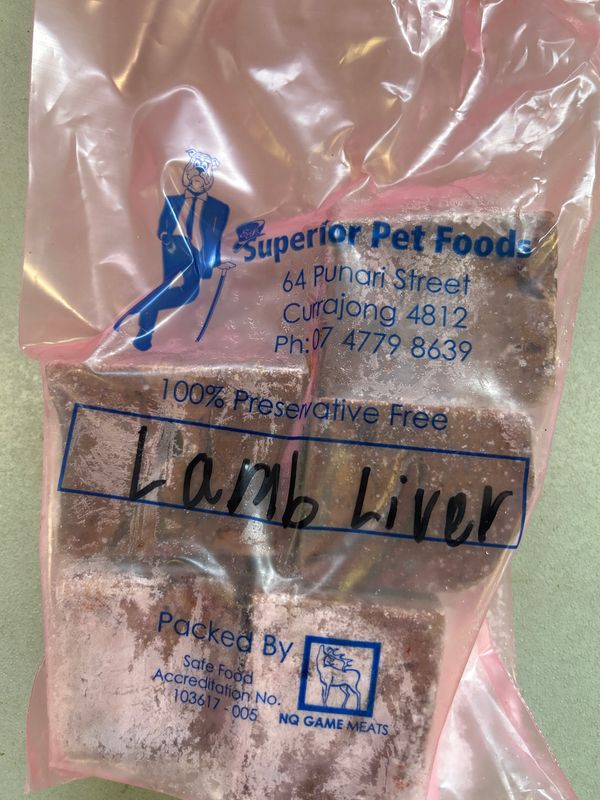 Superior Pet Foods
64 Punari Street
Currajong 4812
Ph: 07 4779 8639
100% Preservative Free
Lamb Liver
Packed By
Safe Food
Accreditation No.
103617 - 005
NQ GAME MEATS